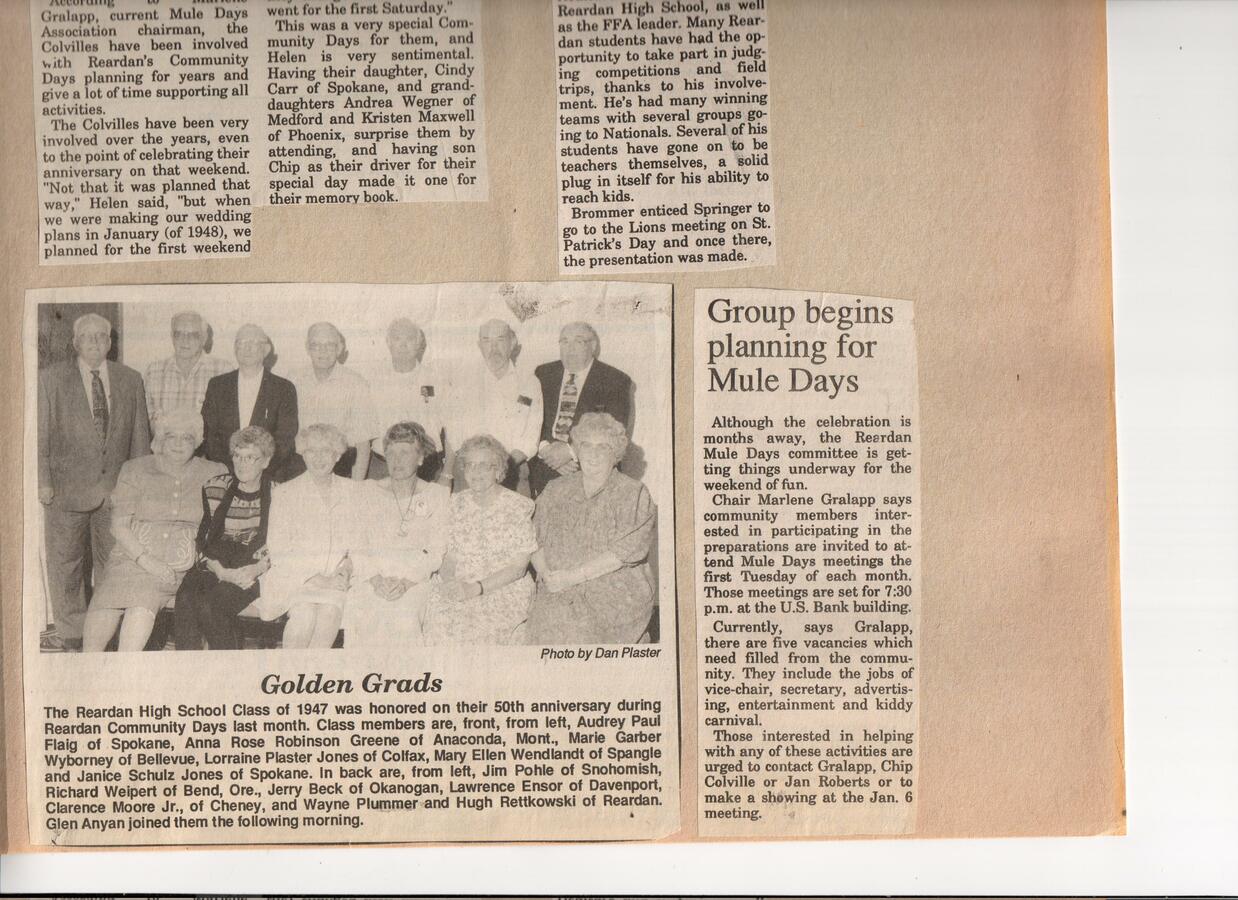 According to Marlene
Gralapp, current Mule Days
Association chairman, the
Colvilles have been involved
with Reardan's Community
Days planning for years and
give a lot of time supporting all
activities.
The Colvilles have been very
involved over the years, even
to the point of celebrating their
anniversary on that weekend.
"Not that it was planned that
way," Helen said, "but when
we were making our wedding
plans in January (of 1948), we
planned for the first weekend
went for the first Saturday."
This was a very special Com-
munity Days for them, and
Helen is very sentimental.
Having their daughter, Cindy
Carr of Spokane, and grand-
daughters Andrea Wegner of
Medford and Kristen Maxwell
of Phoenix, surprise them by
attending, and having son
Chip as their driver for their
special day made it one for
their memory book.
Reardan High School, as well
as the FFA leader. Many Rear-
dan students have had the op-
portunity to take part in judg-
ing competitions and field
trips, thanks to his involve-
ment. He's had many winning
teams with several groups go-
ing to Nationals. Several of his
students have gone on to be
teachers themselves, a solid
plug in itself for his ability to
reach kids.
Brommer enticed Springer to
go to the Lions meeting on St.
Patrick's Day and once there,
the presentation was made.
Photo by Dan Plaster
Golden Grads
The Reardan High School Class of 1947 was honored on their 50th anniversary during
Reardan Community Days last month. Class members are, front, from left, Audrey Paul
Flaig of Spokane, Anna Rose Robinson Greene of Anaconda, Mont., Marie Garber
Wyborney of Bellevue, Lorraine Plaster Jones of Colfax, Mary Ellen Wendlandt of Spangle
and Janice Schulz Jones of Spokane. In back are, from left, Jim Pohle of Snohomish,
Richard Weipert of Bend, Ore., Jerry Beck of Okanogan, Lawrence Ensor of Davenport,
Clarence Moore Jr., of Cheney, and Wayne Plummer and Hugh Rettkowski of Reardan.
Glen Anyan joined them the following morning.
Group begins
planning for
Mule Days
Although the celebration is
months away, the Reardan
Mule Days committee is get-
ting things underway for the
weekend of fun.
Chair Marlene Gralapp says
community members inter-
ested in participating in the
preparations are invited to at-
tend Mule Days meetings the
first Tuesday of each month.
Those meetings are set for 7:30
p.m. at the U.S. Bank building.
Currently, says Gralapp,
there are five vacancies which
need filled from the commu-
nity. They include the jobs of
vice-chair, secretary, advertis-
ing, entertainment and kiddy
carnival.
Those interested in helping
with any of these activities are
urged to contact Gralapp, Chip
Colville or Jan Roberts or to
make a showing at the Jan. 6
meeting.